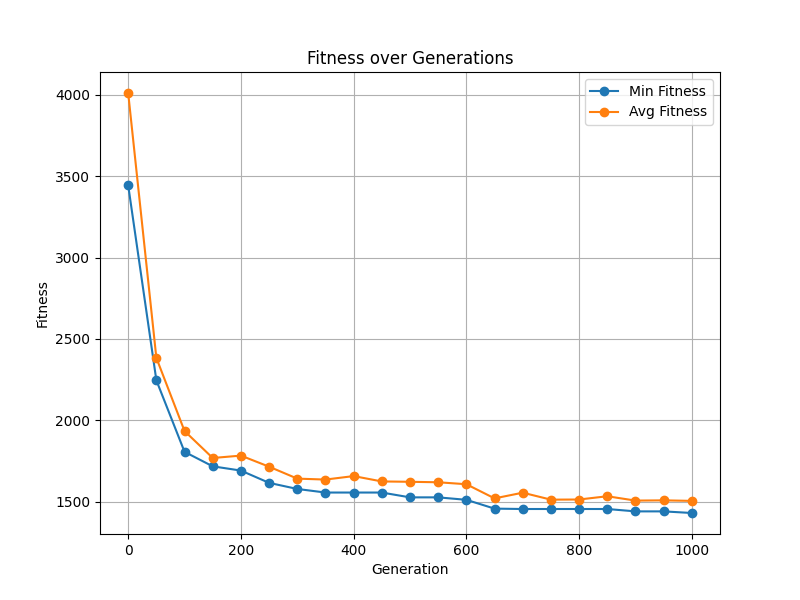 Fitness over Generations
Min Fitness
Avg Fitness
4000
3500
3000
2500
2000
1500
Fitness
0 200 400 600 800 1000
Generation